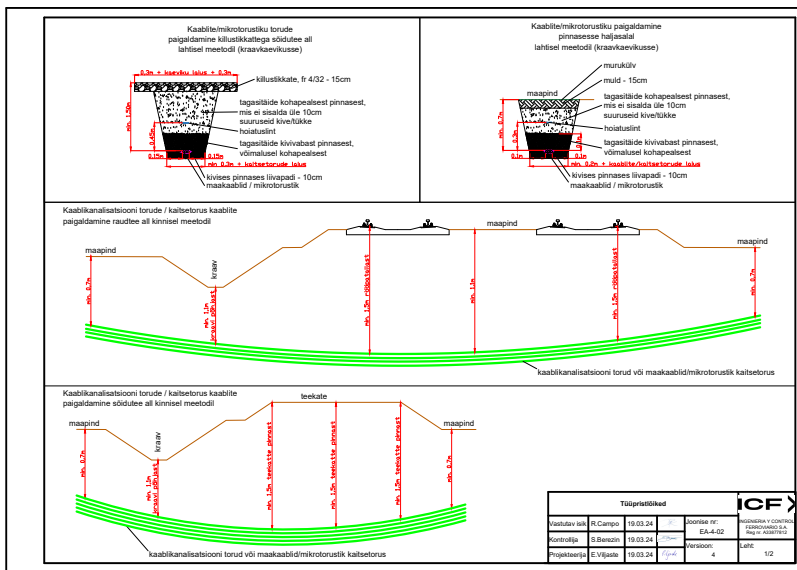 Kaablite/mikrotorustiku torude
paigaldamine killustikkattega sõidutee all
lahtisel meetodil (kraavkaevikusse)
0.3m + kaeviku laius + 0.3m
killustikkate, fr 4/32 - 15cm
tagasitäide kohapealsest pinnasest,
mis ei sisalda üle 10cm
suuruseid kive/tükke
hoiatuslint
tagasitäide kivivabast pinnasest,
võimalusel kohapealsest
min. 1.50m
0.45m
0.15m
0.15m
min. 0.3m + kaitsetorude laius
kivises pinnases liivapadi - 10cm
maakaablid / mikrotorustik
Kaablite/mikrotorustiku paigaldamine
pinnasesse haljasalal
lahtisel meetodil (kraavkaevikusse)
murukülv
muld - 15cm
maapind
tagasitäide kohapealsest pinnasest,
mis ei sisalda üle 10cm
suuruseid kive/tükke
hoiatuslint
tagasitäide kivivabast pinnasest,
võimalusel kohapealsest
min. 0.7m
0.3m
0.1m
0.1m
0.1m
min. 0.2m + kaablite/kaitsetorude laius
kivises pinnases liivapadi - 10cm
maakaablid / mikrotorustik
Kaablikanalisatsiooni torude / kaitsetorus kaablite
paigaldamine raudtee all kinnisel meetodil
maapind
kraav
maapind
maapind
min. 0.7m
min. 1.1m
kraavi põhjast
min. 1.5m rööpatallast
min. 1.1m
min. 1.5m rööpatallast
min. 0.7m
kaablikanalisatsiooni torud või maakaablid/mikrotorustik kaitsetorus
Kaablikanalisatsiooni torude / kaitsetorus kaablite
paigaldamine sõidutee all kinnisel meetodil
teekate
maapind
kraav
maapind
min. 0.7m
min. 1.1m
kraavi põhjast
min. 1.5m teekatte pinnast
min. 1.5m teekatte pinnast
min. 1.5m teekatte pinnast
min. 0.7m
kaablikanalisatsiooni torud või maakaablid/mikrotorustik kaitsetorus
Tüüpristlõiked
ICF
INGENIERIA Y CONTROL
FERROVIARIO S.A.
Vastutav isik R.Campo 19.03.24
Joonise nr:
EA-4-02
Kontrollija S.Berezin 19.03.24
Projekteerija E.Viljaste 19.03.24
Versioon:
4
Leht:
1/2